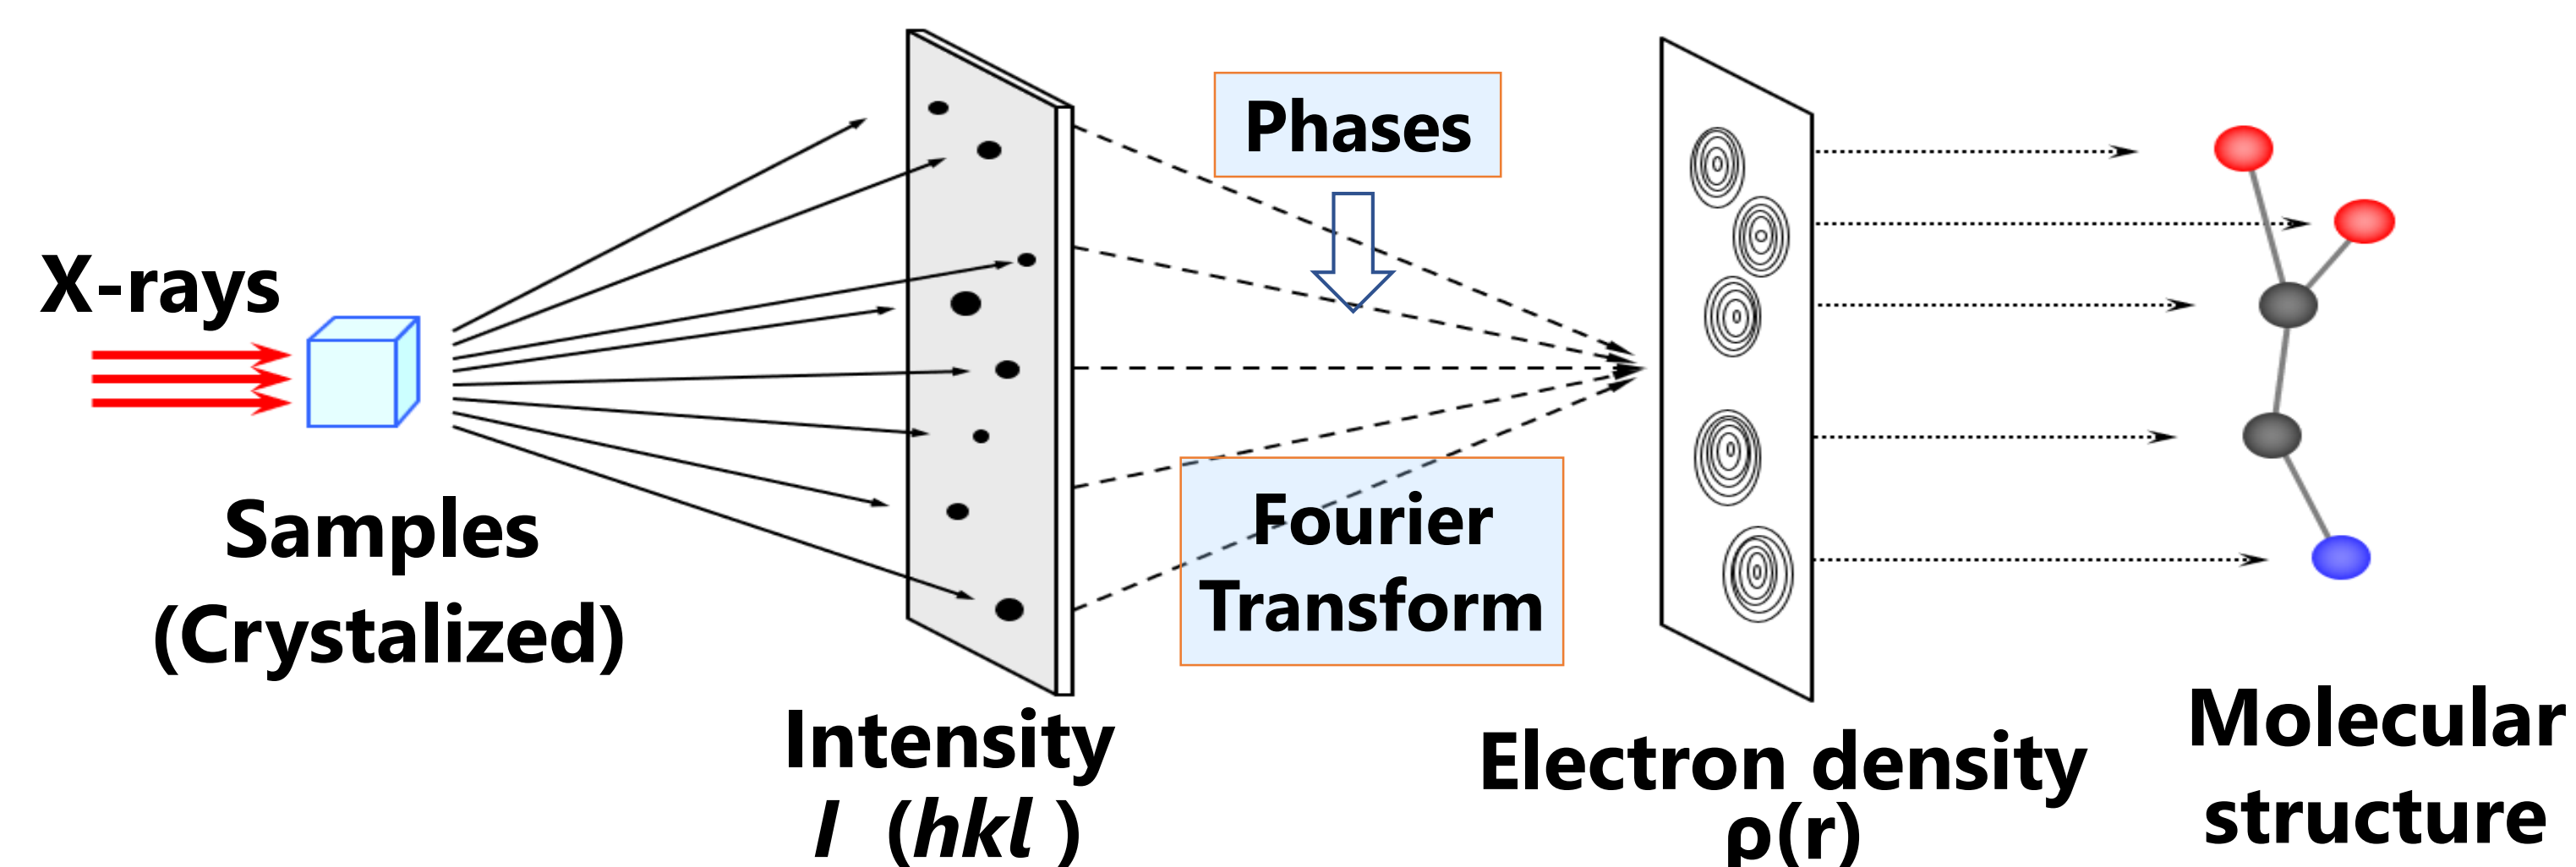 X-rays
Samples
(Crystalized)
Intensity
I (hkl )
Phases
Fourier
Transform
Electron density
ρ(r)
Molecular
structure